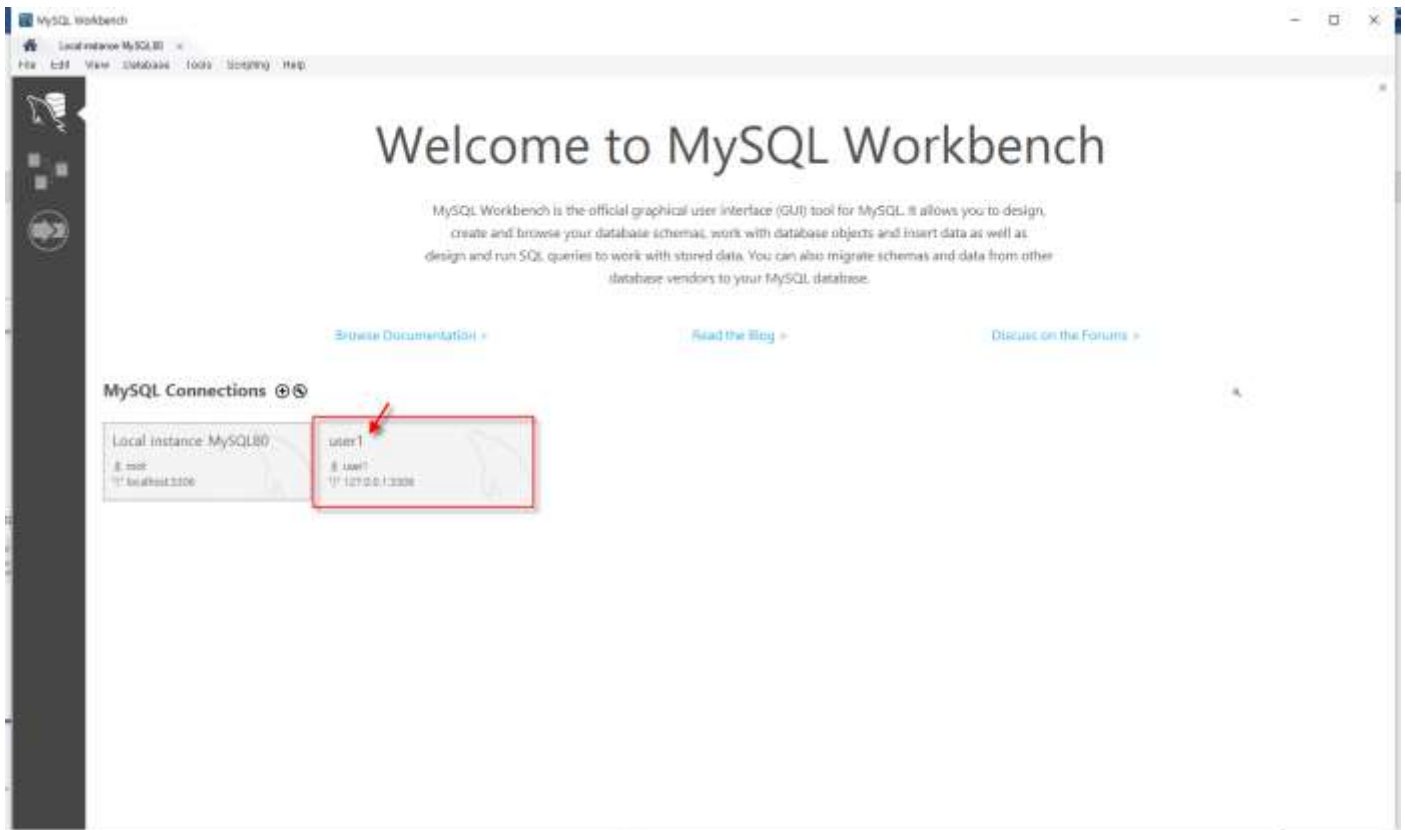 MySQL Workbench
Local instance MySQL80
File Edit View Database Tools Scripting Help
Welcome to MySQL Workbench
MySQL Workbench is the official graphical user interface (GUI) tool for MySQL. It allows you to design,
create and browse your database schemas, work with database objects and insert data as well as
design and run SQL queries to work with stored data. You can also migrate schemas and data from other
database vendors to your MySQL database.
Browse Documentation >
Read the Blog >
Discuss on the Forums >
MySQL Connections
Local instance MySQL80
root
localhost:3306
user1
user1
127.0.0.1:3306